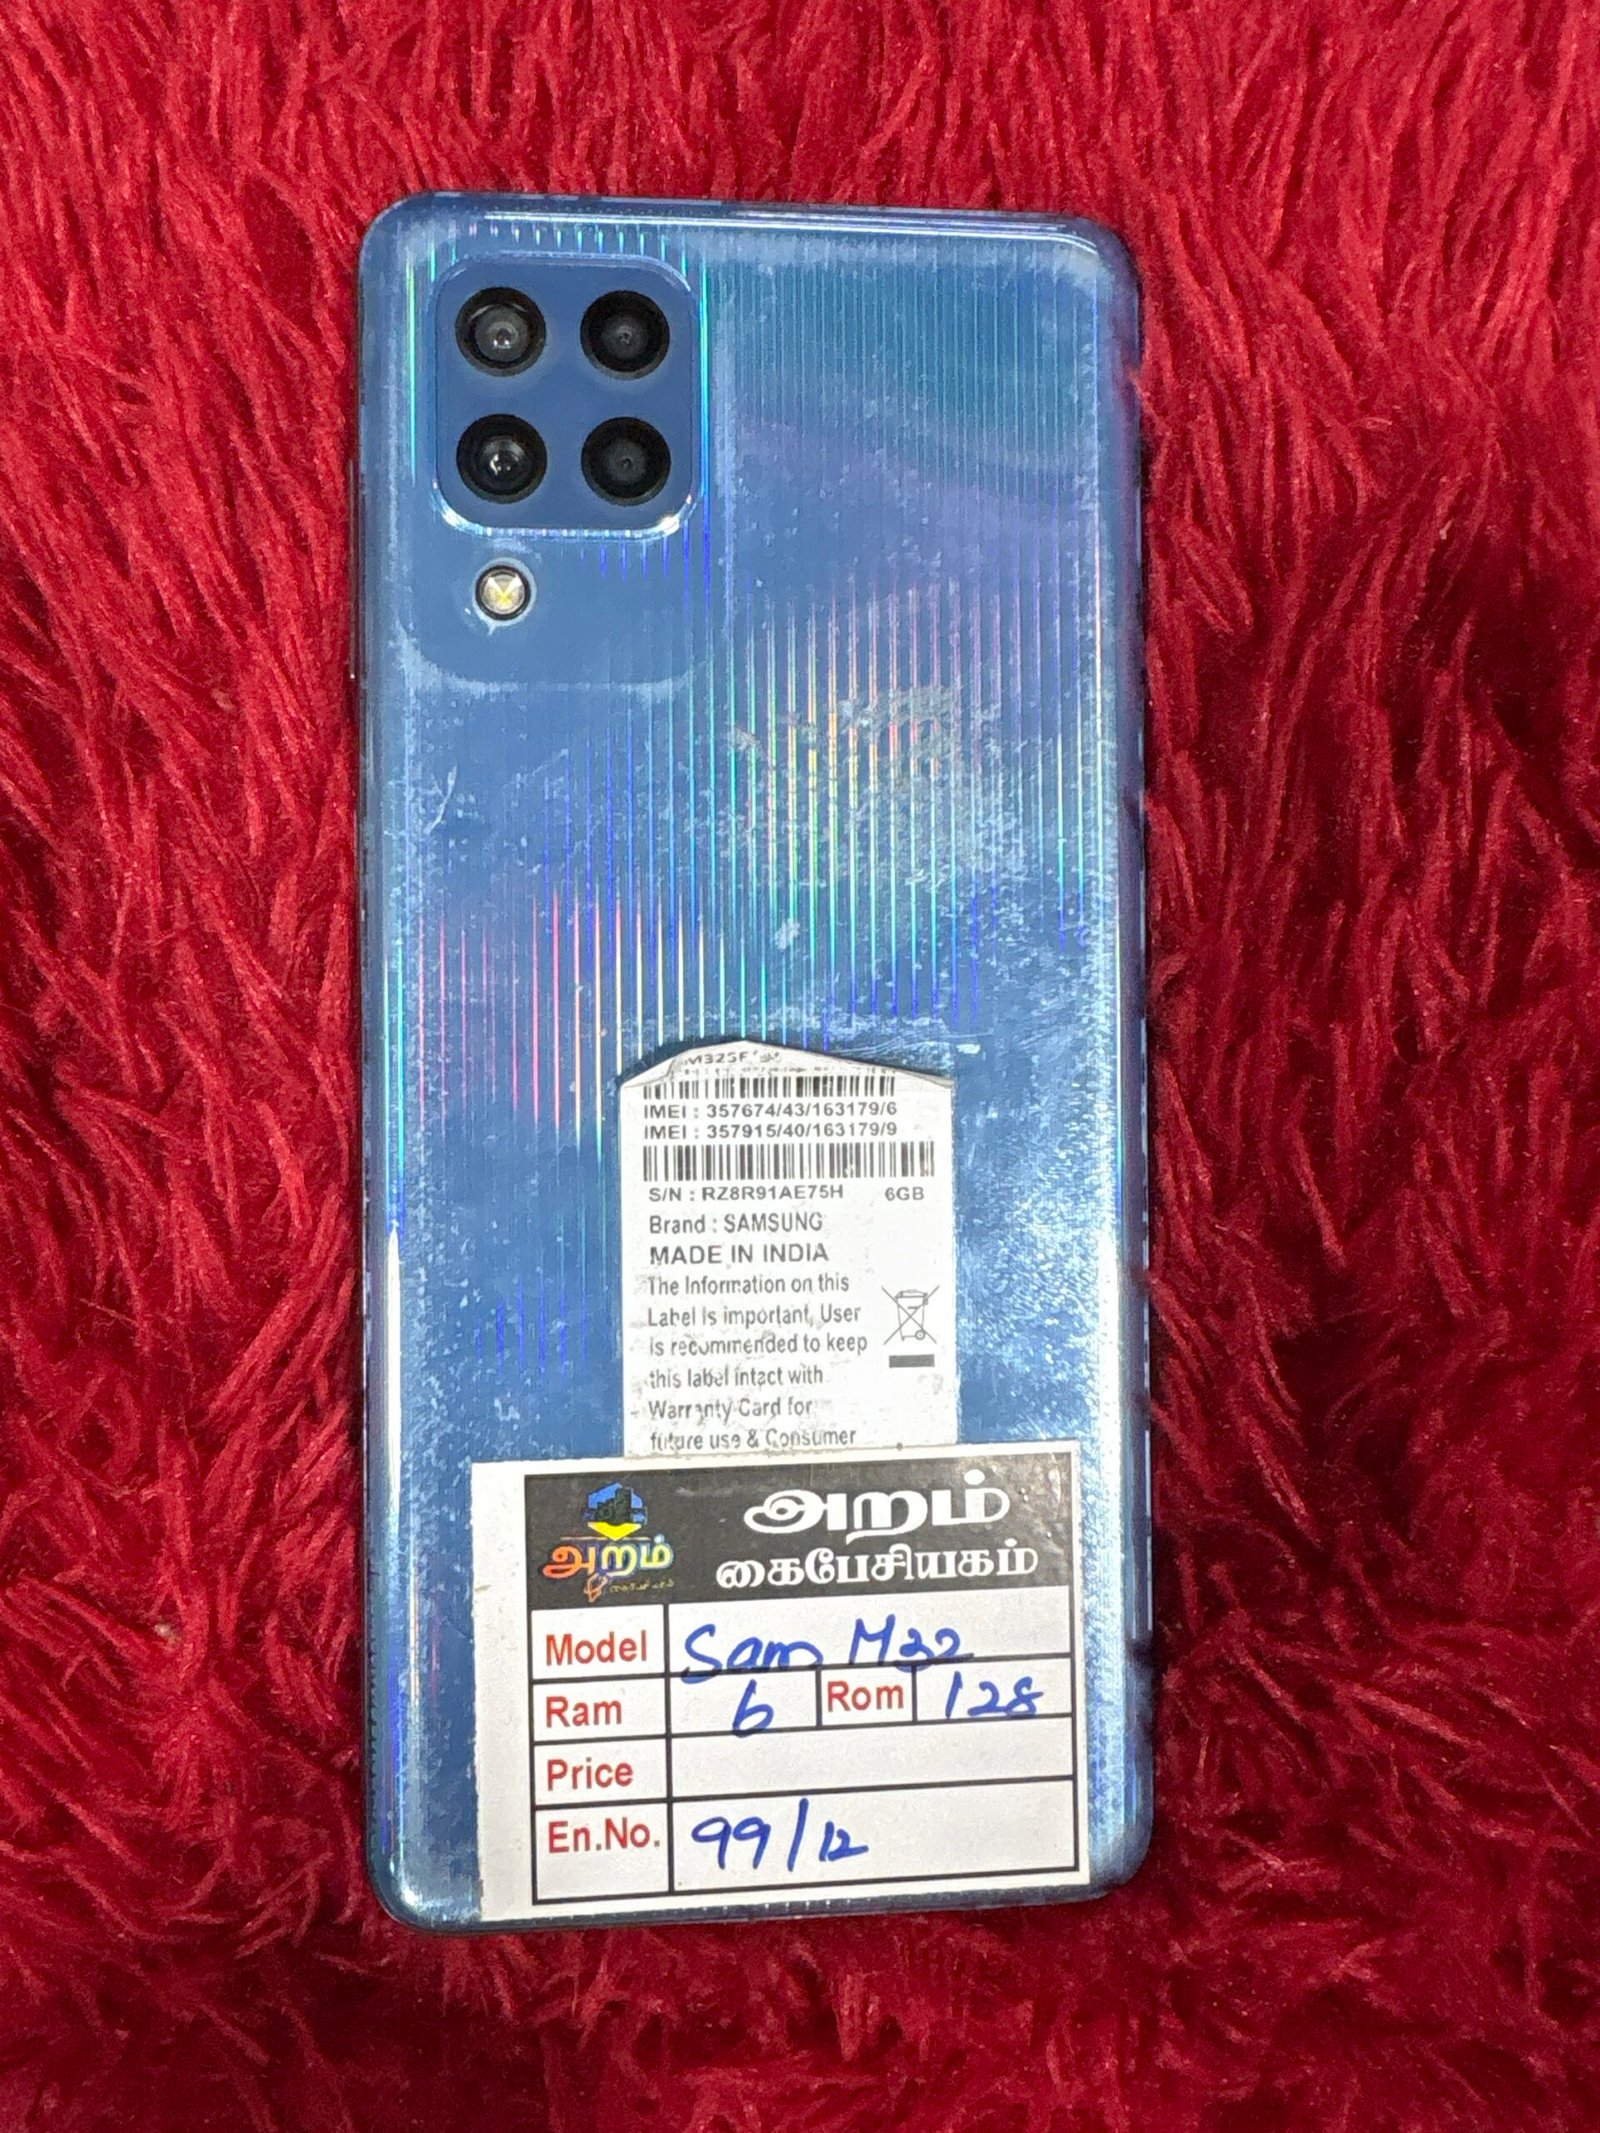 M325F
IMEI : 357674/43/163179/6
IMEI : 357915/40/163179/9
S/N : RZ8R91AE75H 6GB
Brand : SAMSUNG
MADE IN INDIA
The Information on this
Label is important, User
is recommended to keep
this label intact with
Warranty Card for
future use & Consumer
அறம்
அறம்
கைபேசியகம்
Model Sam M32
Ram 6 Rom 128
Price
En.No. 99/12